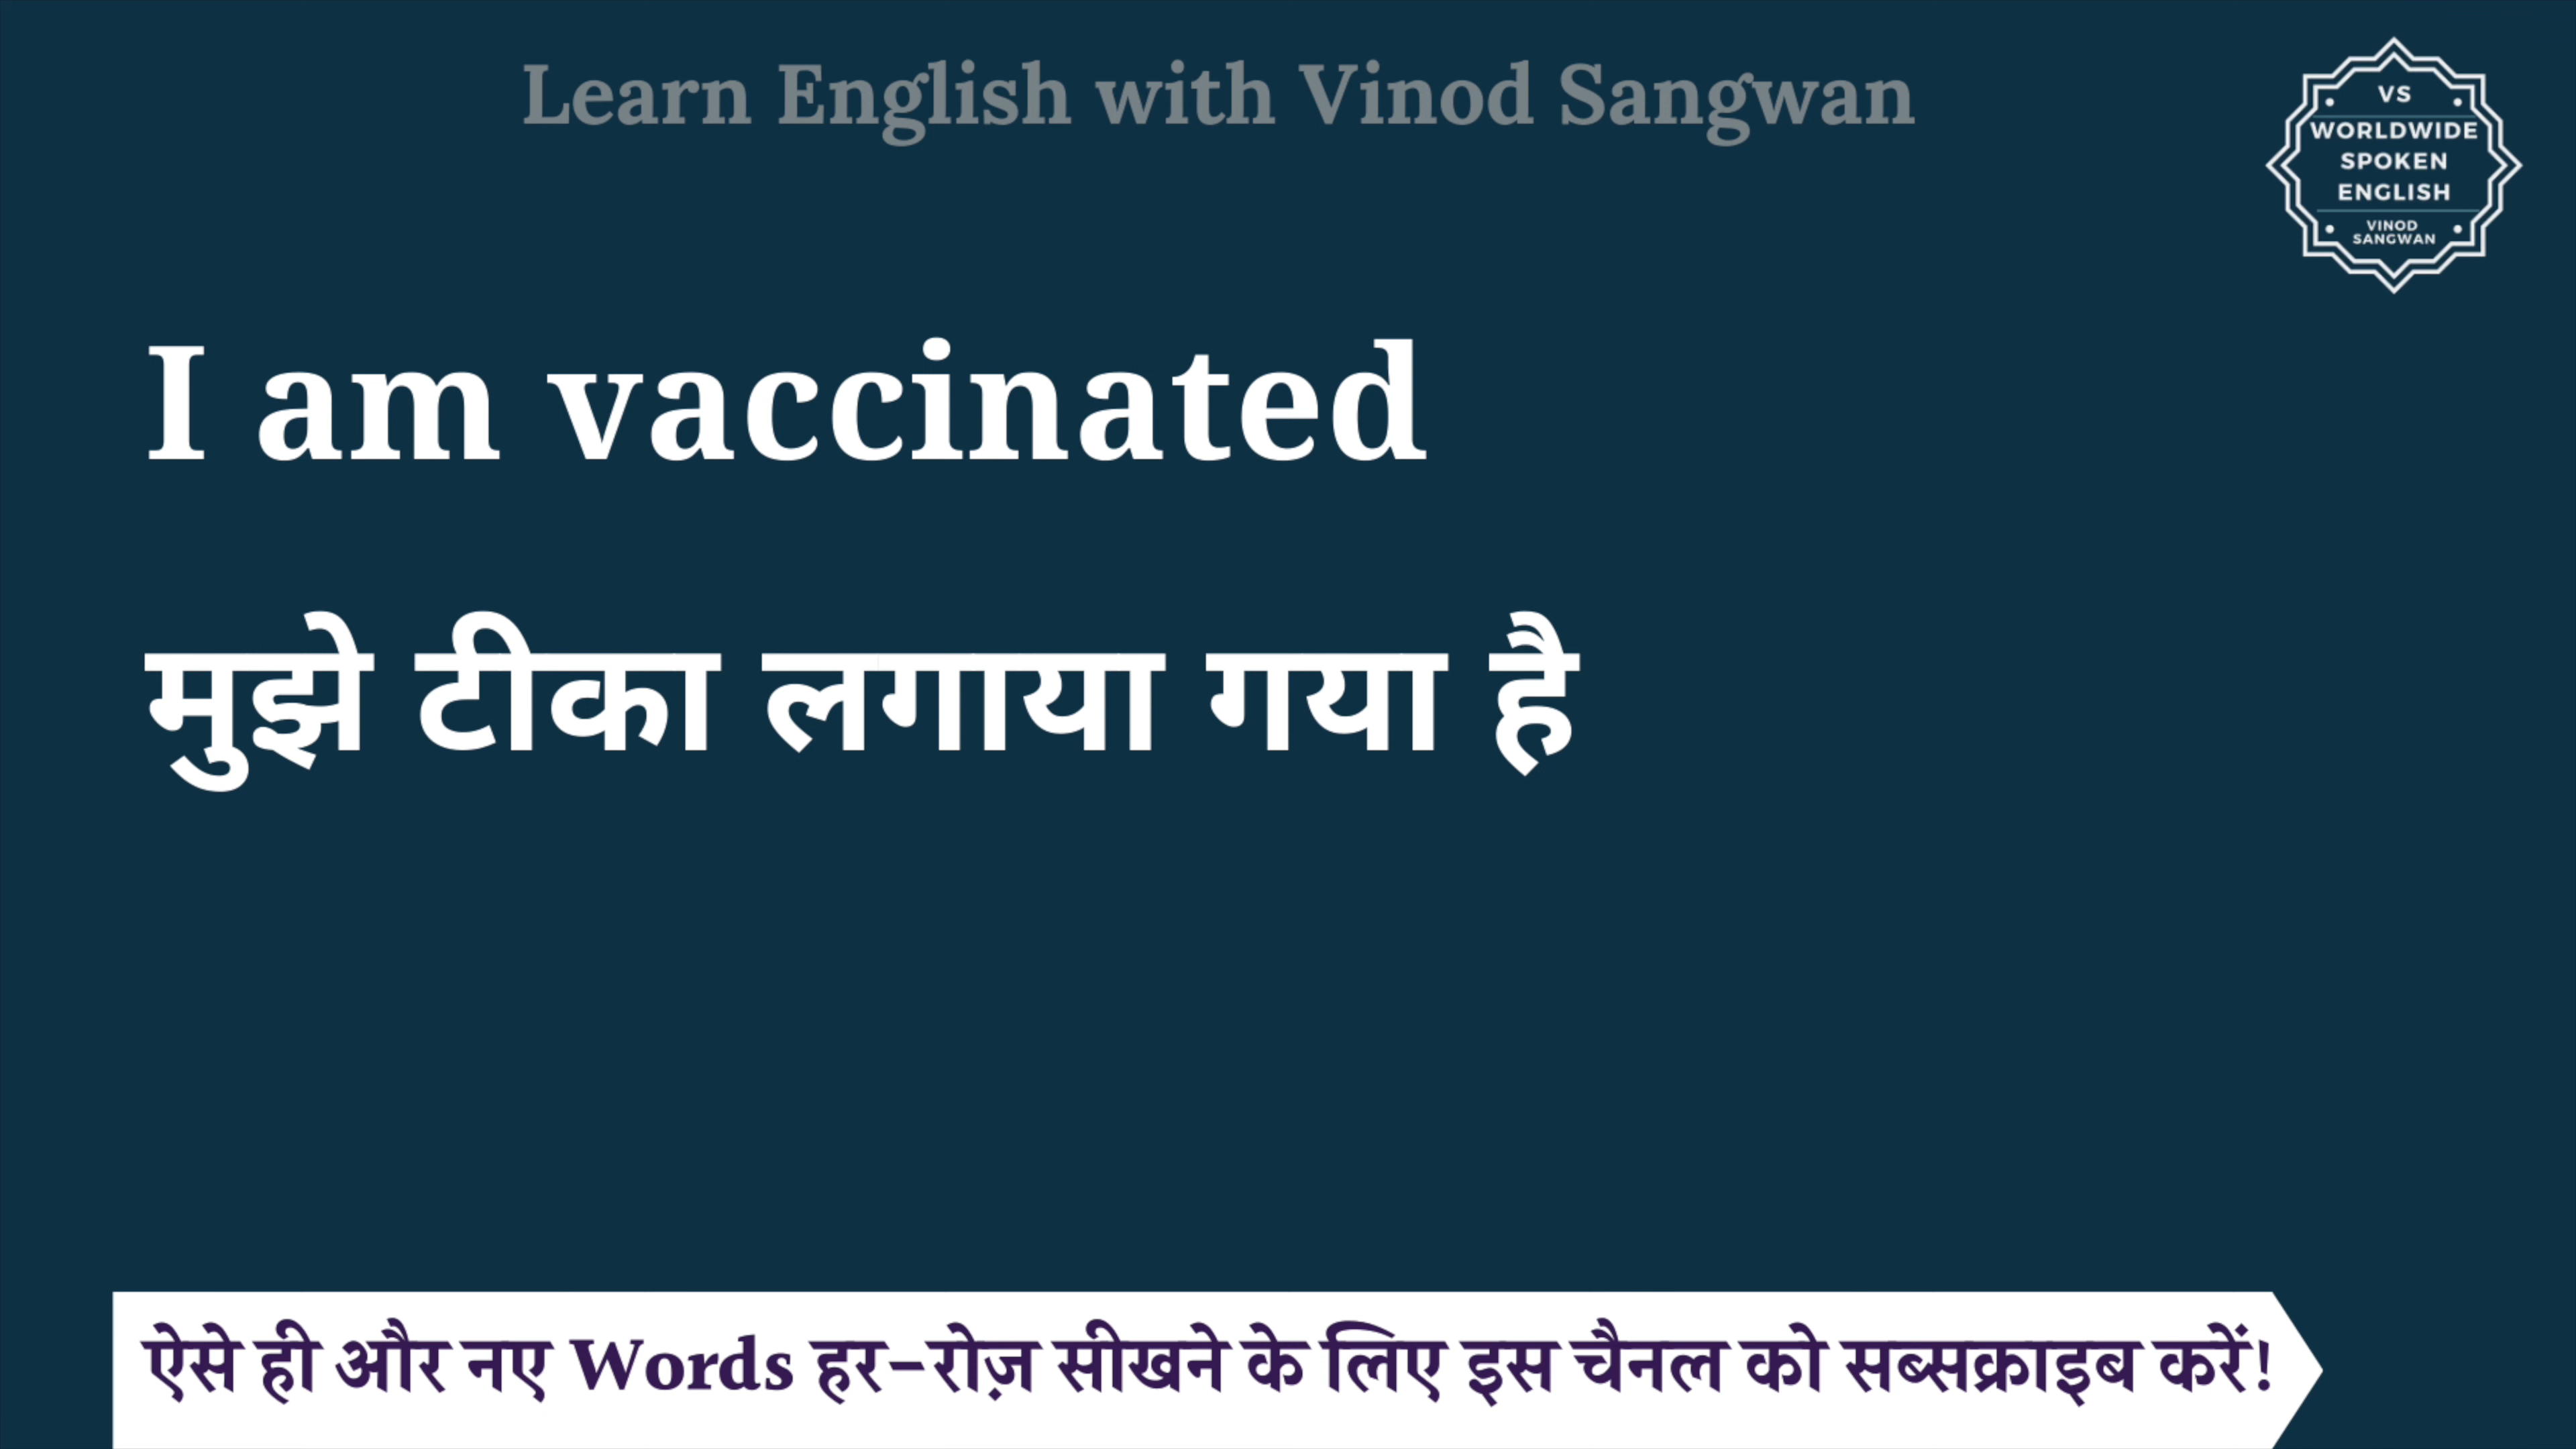 Learn English with Vinod Sangwan
VS
WORLDWIDE
SPOKEN
ENGLISH
VINOD
SANGWAN
I am vaccinated
मुझे टीका लगाया गया है
ऐसे ही और नए Words हर-रोज़ सीखने के लिए इस चैनल को सब्सक्राइब करें!